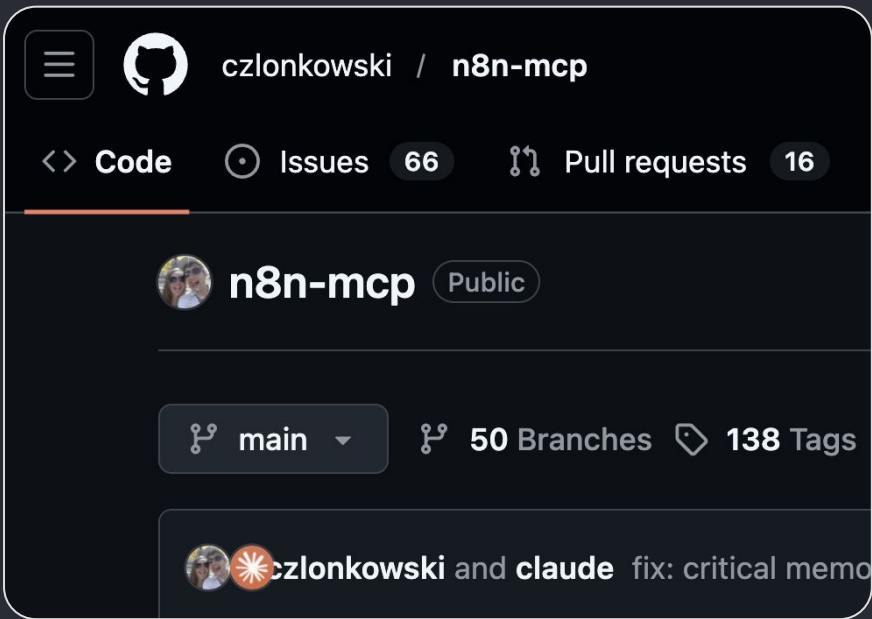 czlonkowski / n8n-mcp
Code Issues 66 Pull requests 16
n8n-mcp Public
main 50 Branches 138 Tags
czlonkowski and claude fix: critical memo